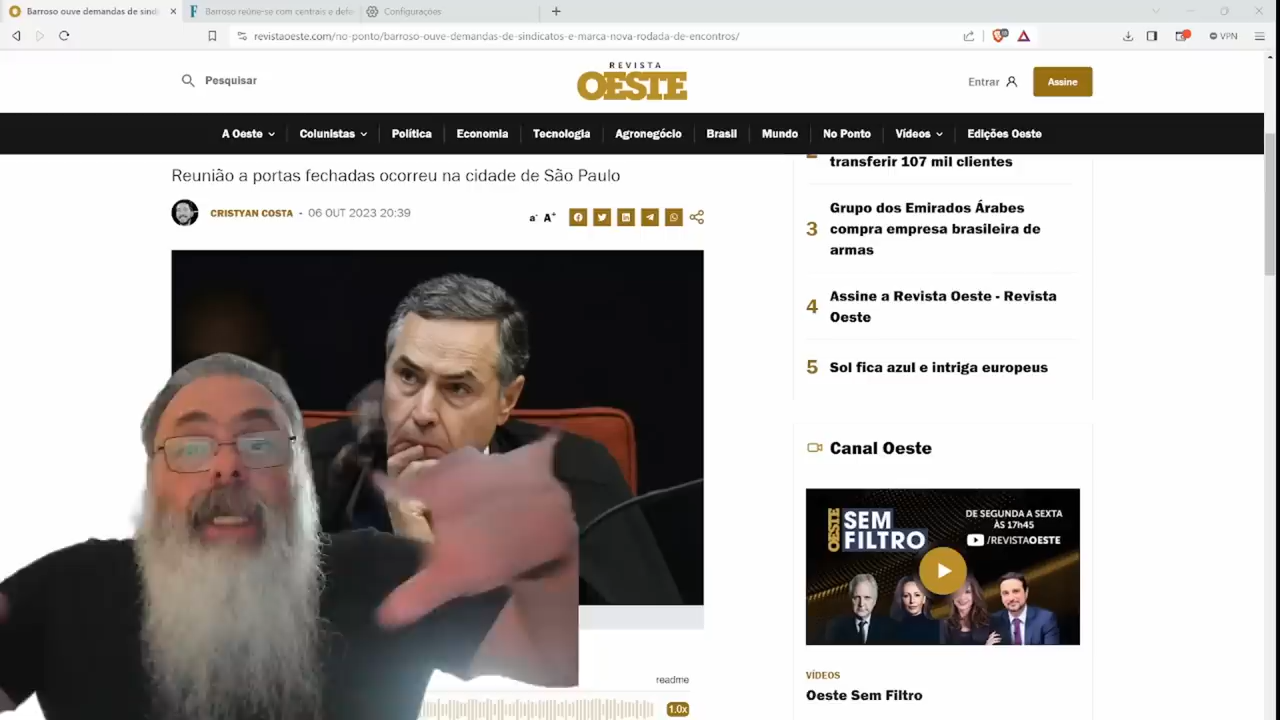 Barroso ouve demandas de sind
Barroso reúne-se com centrais e defe
Configurações
revistaoeste.com/no-ponto/barroso-ouve-demandas-de-sindicatos-e-marca-nova-rodada-de-encontros/
VPN
Pesquisar
REVISTA
OESTE
Entrar
Assine
A Oeste
Colunistas
Política
Economia
Tecnologia
Agronegócio
Brasil
Mundo
No Ponto
Vídeos
Edições Oeste
Reunião a portas fechadas ocorreu na cidade de São Paulo
CRISTYAN COSTA - 06 OUT 2023 20:39
a- A+
transferir 107 mil clientes
3 Grupo dos Emirados Árabes
compra empresa brasileira de
armas
4 Assine a Revista Oeste - Revista
Oeste
5 Sol fica azul e intriga europeus
Canal Oeste
OESTE
SEM
FILTRO
DE SEGUNDA A SEXTA
ÀS 17h45
/REVISTAOESTE
VÍDEOS
Oeste Sem Filtro
readme
1.0x